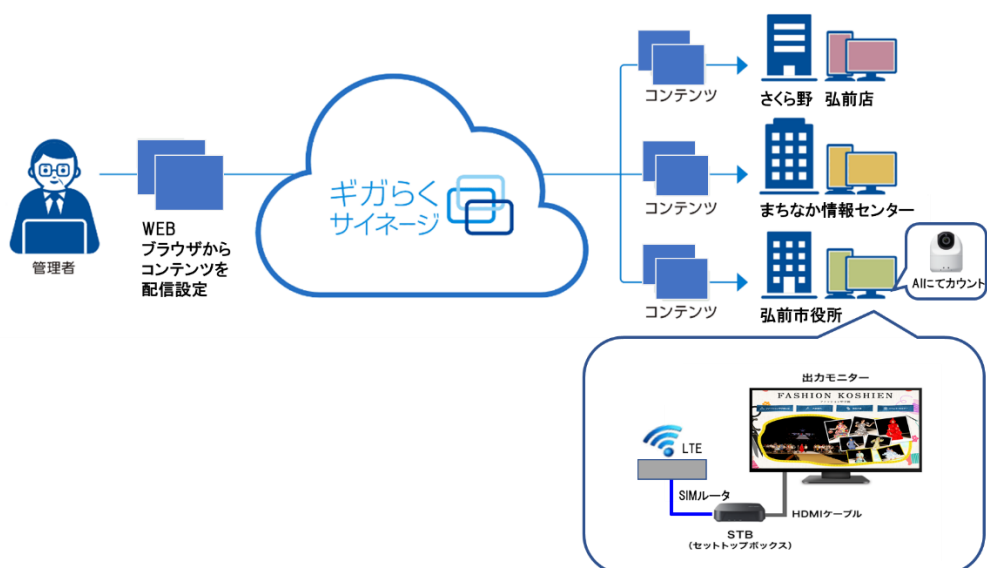 管理者
WEB
ブラウザから
コンテンツを
配信設定
ギガらく
サイネージ
コンテンツ
さくら野 弘前店
コンテンツ
まちなか情報センター
コンテンツ
弘前市役所
AIにてカウント
出力モニター
FASHION KOSHIEN
LTE
SIMルータ
HDMIケーブル
STB
(セットトップボックス)